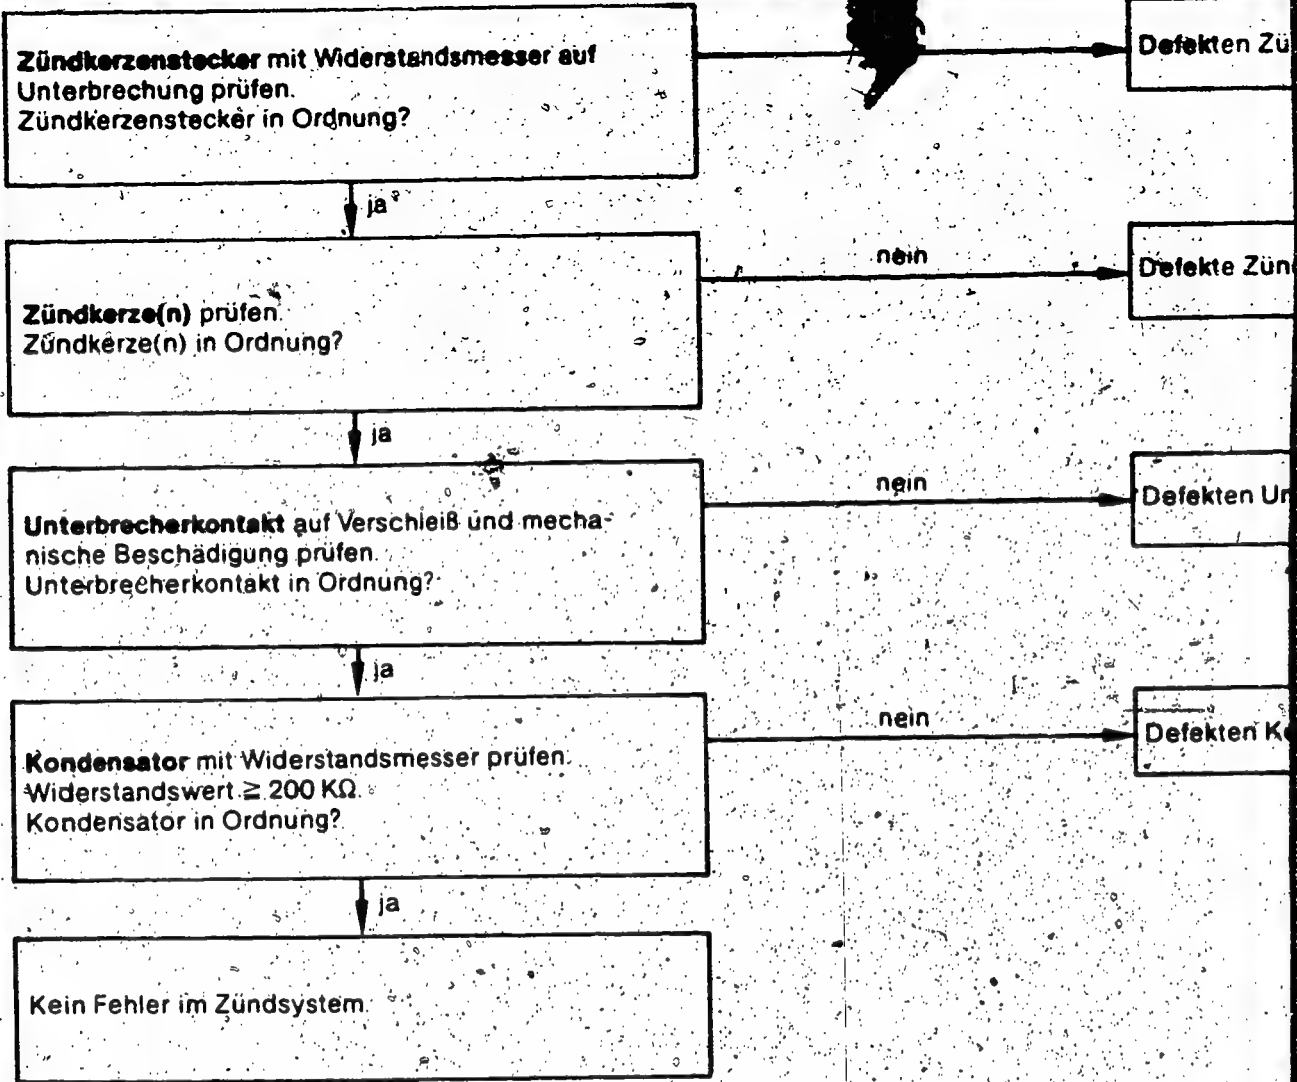 Zündkerzenstecker mit Widerstandsmesser auf
Unterbrechung prüfen.
Zündkerzenstecker in Ordnung?
Defekten Zü
ja
Zündkerze(n) prüfen.
Zündkerze(n) in Ordnung?
nein
Defekte Zün
ja
Unterbrecherkontakt auf Verschleiß und mecha-
nische Beschädigung prüfen.
Unterbrecherkontakt in Ordnung?
nein
Defekten Un
ja
Kondensator mit Widerstandsmesser prüfen.
Widerstandswert ≧ 200 KΩ.
Kondensator in Ordnung?
nein
Defekten Ko
ja
Kein Fehler im Zündsystem.